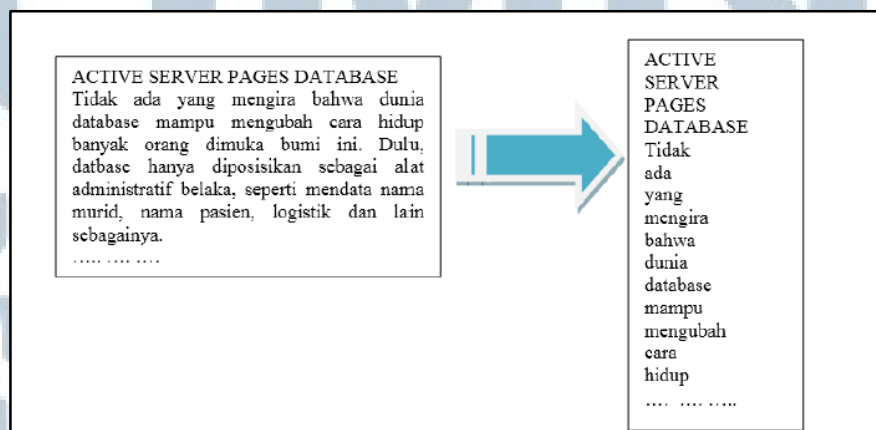 ACTIVE SERVER PAGES DATABASE
Tidak ada yang mengira bahwa dunia
database mampu mengubah cara hidup
banyak orang dimuka bumi ini. Dulu,
datbase hanya diposisikan sebagai alat
administratif belaka, seperti mendata nama
murid, nama pasien, logistik dan lain
sebagainya.
..... .... ....
ACTIVE
SERVER
PAGES
DATABASE
Tidak
ada
yang
mengira
bahwa
dunia
database
mampu
mengubah
cara
hidup
.... .... .....